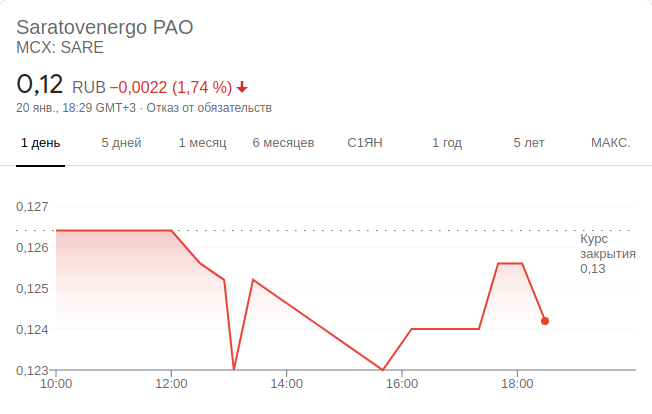 Saratovenergo PAO
MCX: SARE
0,12 RUB −0,0022 (1,74 %)
20 янв., 18:29 GMT+3 · Отказ от обязательств
1 день 5 дней 1 месяц 6 месяцев С1ЯН 1 год 5 лет МАКС.
0,127
0,126
0,125
0,124
0,123
Курс
закрытия
0,13
10:00 12:00 14:00 16:00 18:00